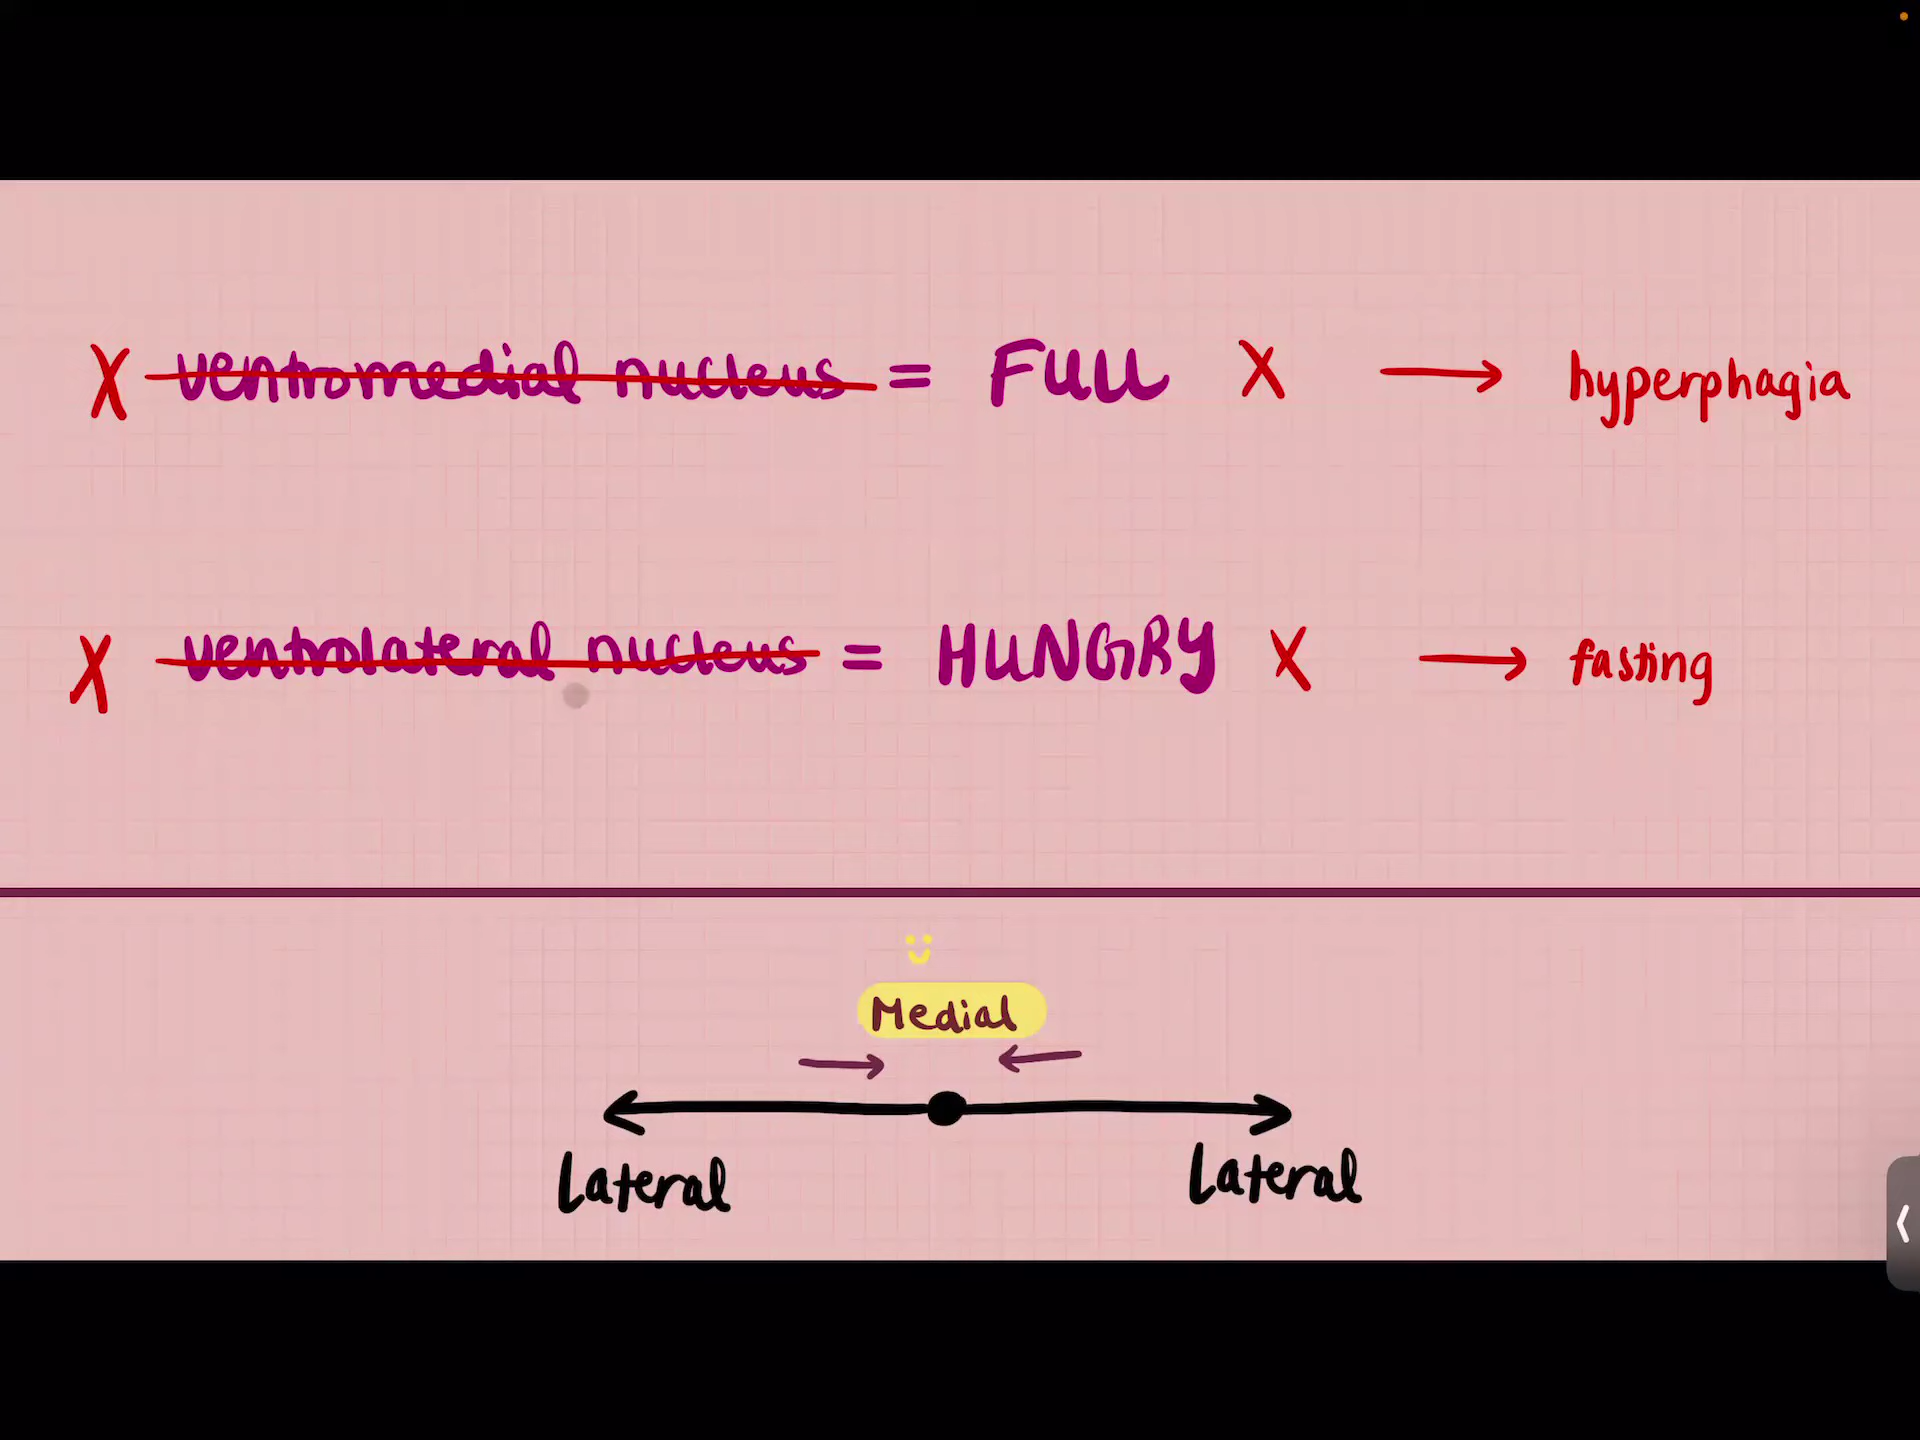 X ventromedial nucleus = FULL X → hyperphagia
X ventrolateral nucleus = HUNGRY X → fasting
Medial
Lateral Lateral